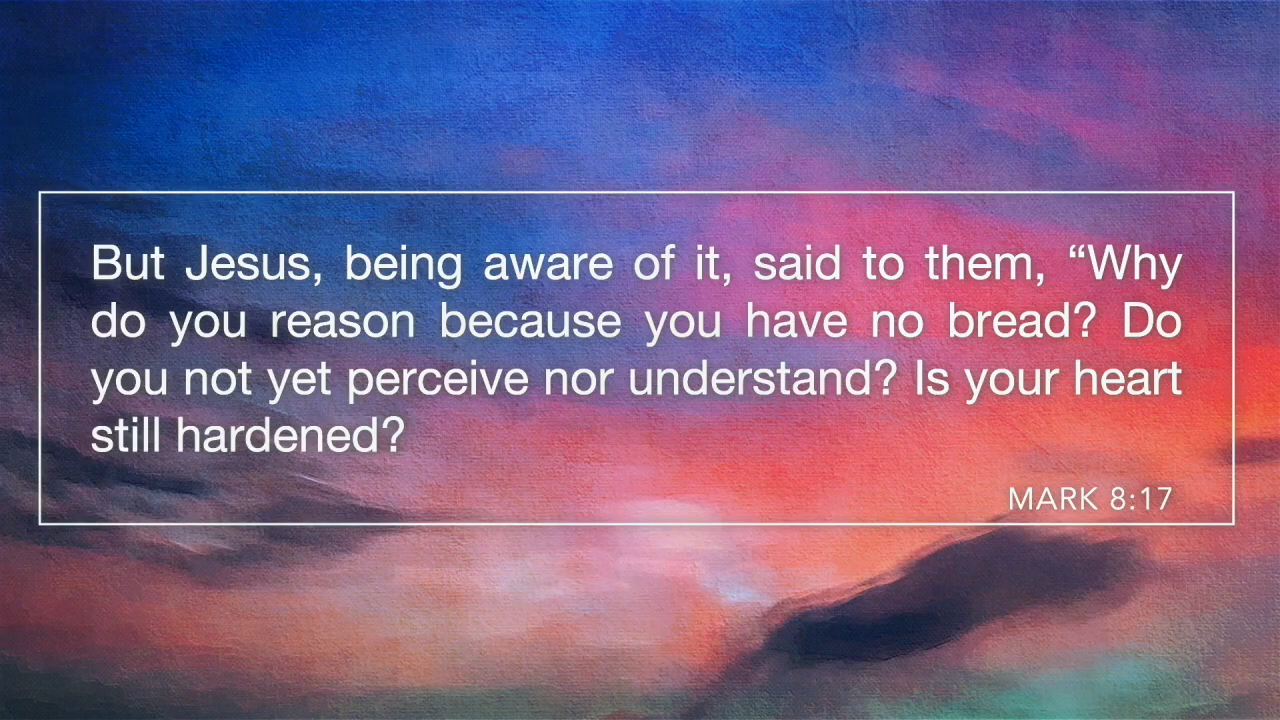 But Jesus, being aware of it, said to them, “Why
do you reason because you have no bread? Do
you not yet perceive nor understand? Is your heart
still hardened?
MARK 8:17